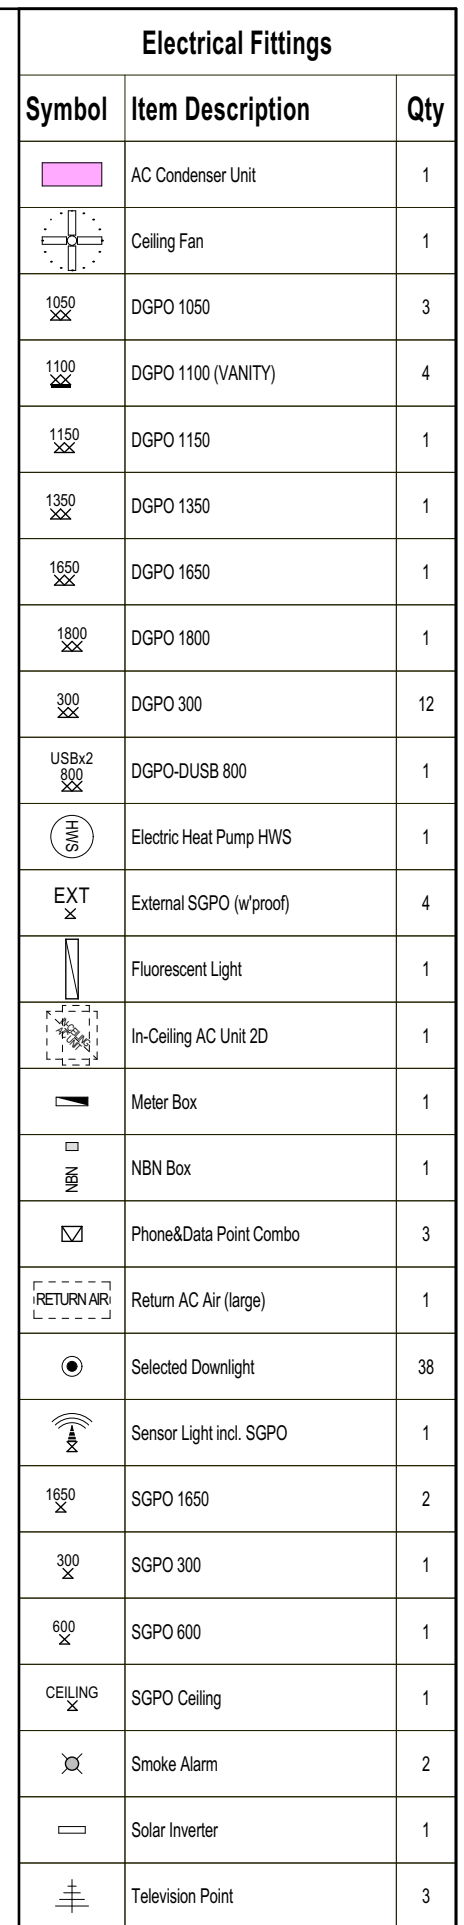 Electrical Fittings
Symbol Item Description Qty
AC Condenser Unit 1
Ceiling Fan 1
1050 DGPO 1050 3
1100 DGPO 1100 (VANITY) 4
1150 DGPO 1150 1
1350 DGPO 1350 1
1650 DGPO 1650 1
1800 DGPO 1800 1
300 DGPO 300 12
USBx2
800 DGPO-DUSB 800 1
HWS Electric Heat Pump HWS 1
EXT External SGPO (w'proof) 4
Fluorescent Light 1
IN-CEILING
AC UNIT In-Ceiling AC Unit 2D 1
Meter Box 1
NBN NBN Box 1
Phone&Data Point Combo 3
RETURN AIR Return AC Air (large) 1
Selected Downlight 38
Sensor Light incl. SGPO 1
1650 SGPO 1650 2
300 SGPO 300 1
600 SGPO 600 1
CEILING SGPO Ceiling 1
Smoke Alarm 2
Solar Inverter 1
Television Point 3